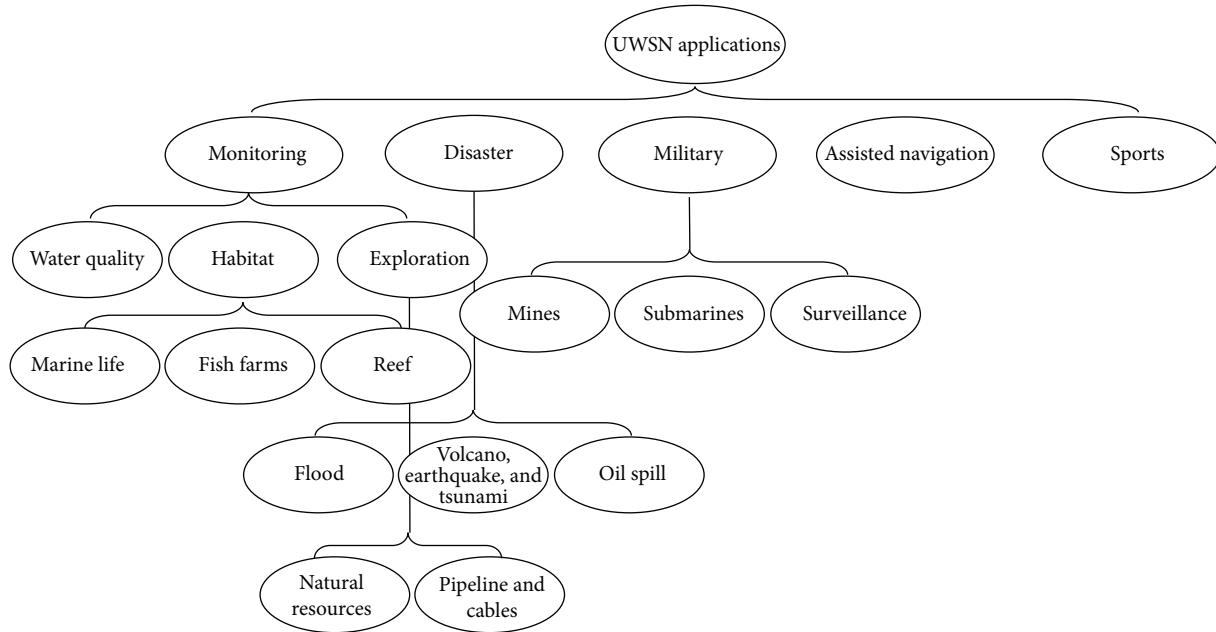 UWSN applications
Monitoring
Disaster
Military
Assisted navigation
Sports
Water quality
Habitat
Exploration
Mines
Submarines
Surveillance
Marine life
Fish farms
Reef
Flood
Volcano,
earthquake, and
tsunami
Oil spill
Natural
resources
Pipeline and
cables